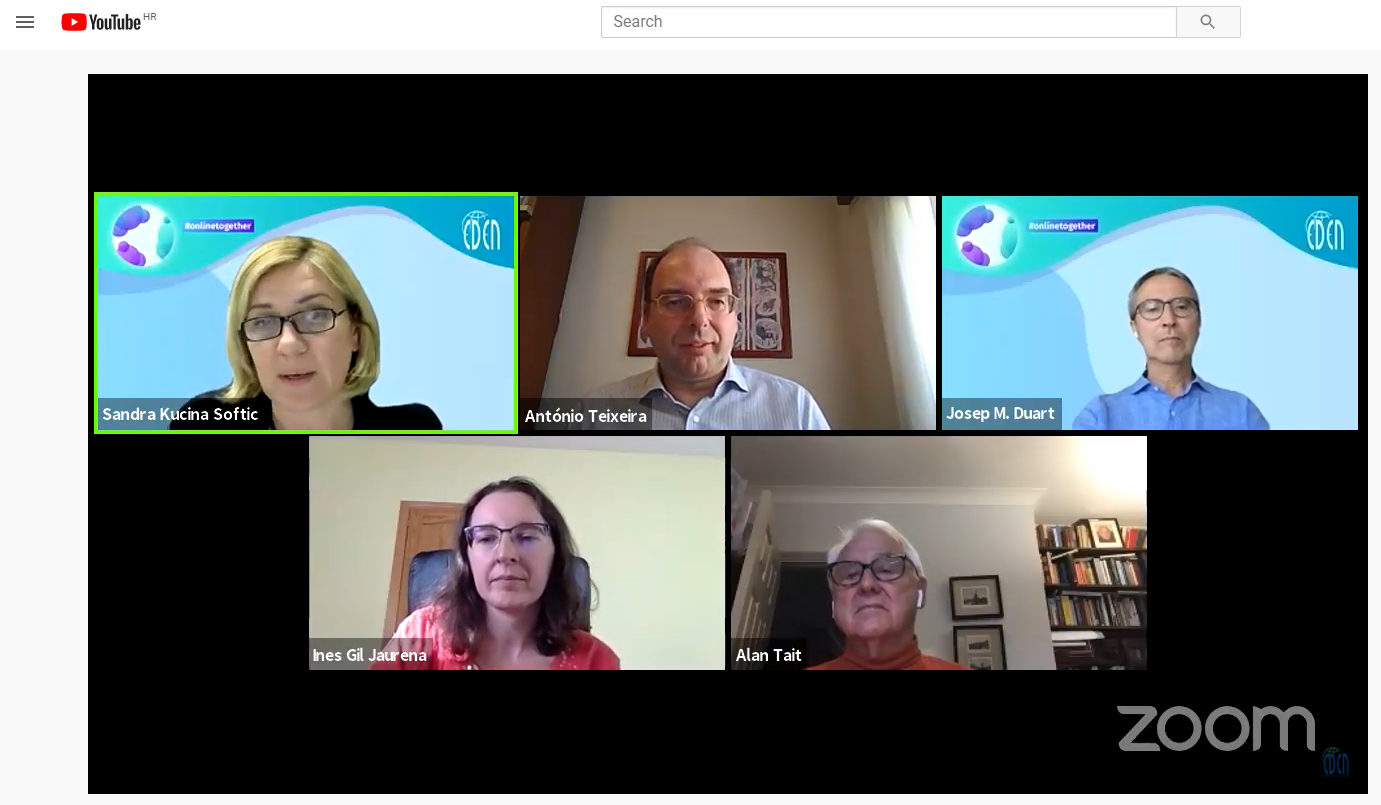 YouTube HR
Search
#onlinetogether
EDEN
#onlinetogether
EDEN
Sandra Kucina Softic
António Teixeira
Josep M. Duart
Ines Gil Jaurena
Alan Tait
zoom
EDEN